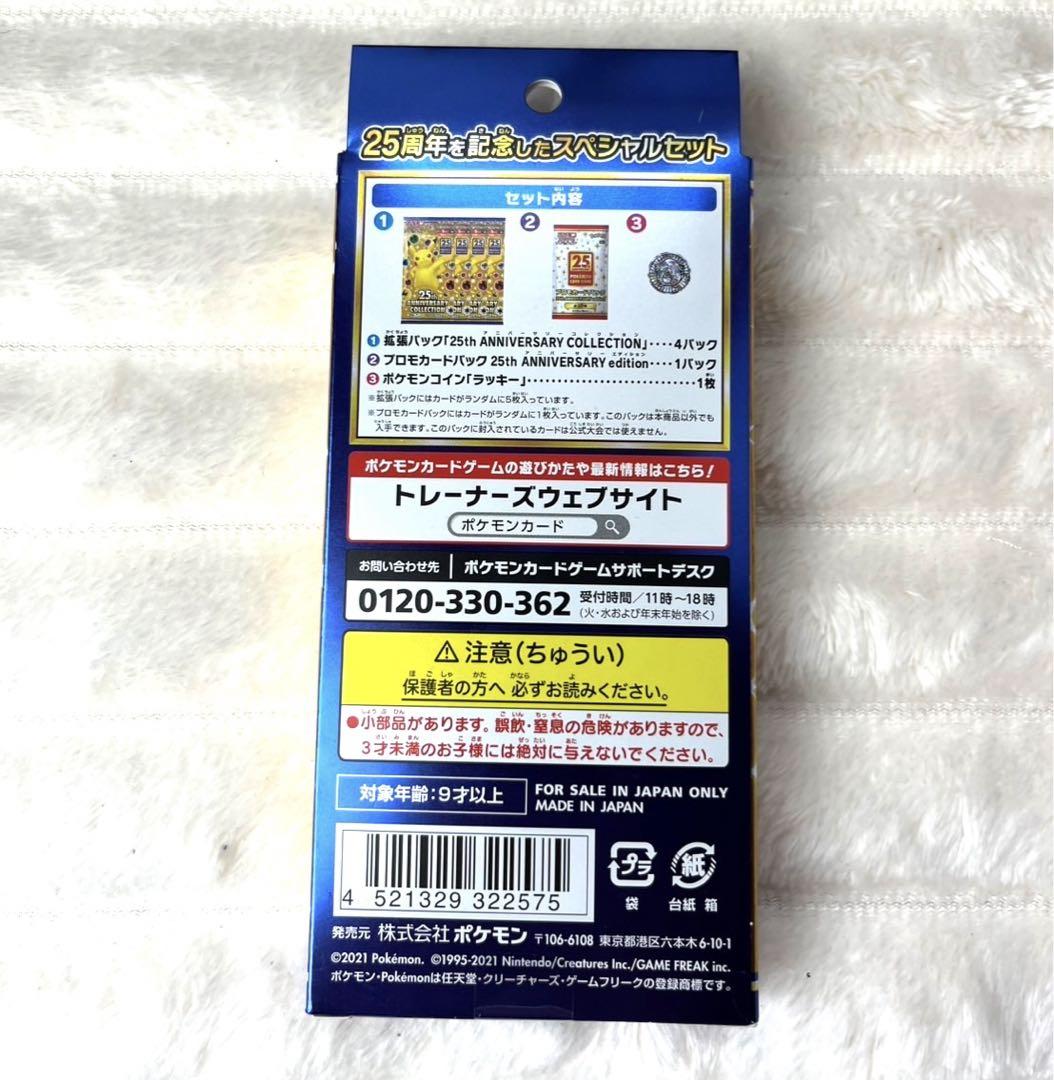 25周年を記念したスペシャルセット
セット内容
1 2 3
25th
ANNIVERSARY
COLLECTION
25
POKÉMON
CARD GAME
1 拡張パック「25th ANNIVERSARY COLLECTION」････4パック
2 プロモカードパック 25th ANNIVERSARY edition････1パック
3 ポケモンコイン「ラッキー」････････････････････････････1枚
※拡張パックにはカードがランダムに5枚入っています。
※プロモカードパックにはカードがランダムに1枚入っています。このパックは本商品以外でも
入手できます。このパックに封入されているカードは公式大会では使えません。
ポケモンカードゲームの遊びかたや最新情報はこちら!
トレーナーズウェブサイト
ポケモンカード
お問い合わせ先 ポケモンカードゲームサポートデスク
0120-330-362 受付時間/11時～18時
(火・水および年末年始を除く)
⚠注意(ちゅうい)
保護者の方へ 必ずお読みください。
●小部品があります。誤飲・窒息の危険がありますので、
3才未満のお子様には絶対に与えないでください。
対象年齢:9才以上
FOR SALE IN JAPAN ONLY
MADE IN JAPAN
4 521329 322575
プラ
袋
紙
台紙 箱
発売元 株式会社ポケモン 〒106-6108 東京都港区六本木6-10-1
©2021 Pokémon. ©1995-2021 Nintendo/Creatures Inc./GAME FREAK inc.
ポケモン・Pokémonは任天堂・クリーチャーズ・ゲームフリークの登録商標です。